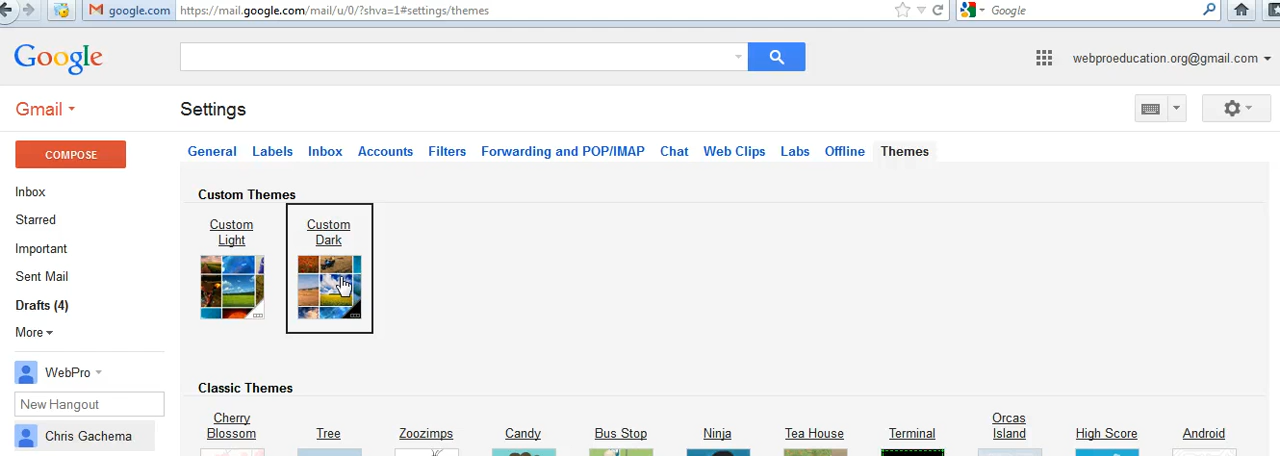 google.com
https://mail.google.com/mail/u/0/?shva=1#settings/themes
Google
Google
webproeducation.org@gmail.com
Gmail
Settings
COMPOSE
General Labels Inbox Accounts Filters Forwarding and POP/IMAP Chat Web Clips Labs Offline Themes
Inbox
Starred
Important
Sent Mail
Drafts (4)
More
WebPro
New Hangout
Chris Gachema
Custom Themes
Custom
Light
Custom
Dark
Classic Themes
Cherry
Blossom
Tree
Zoozimps
Candy
Bus Stop
Ninja
Tea House
Terminal
Orcas
Island
High Score
Android